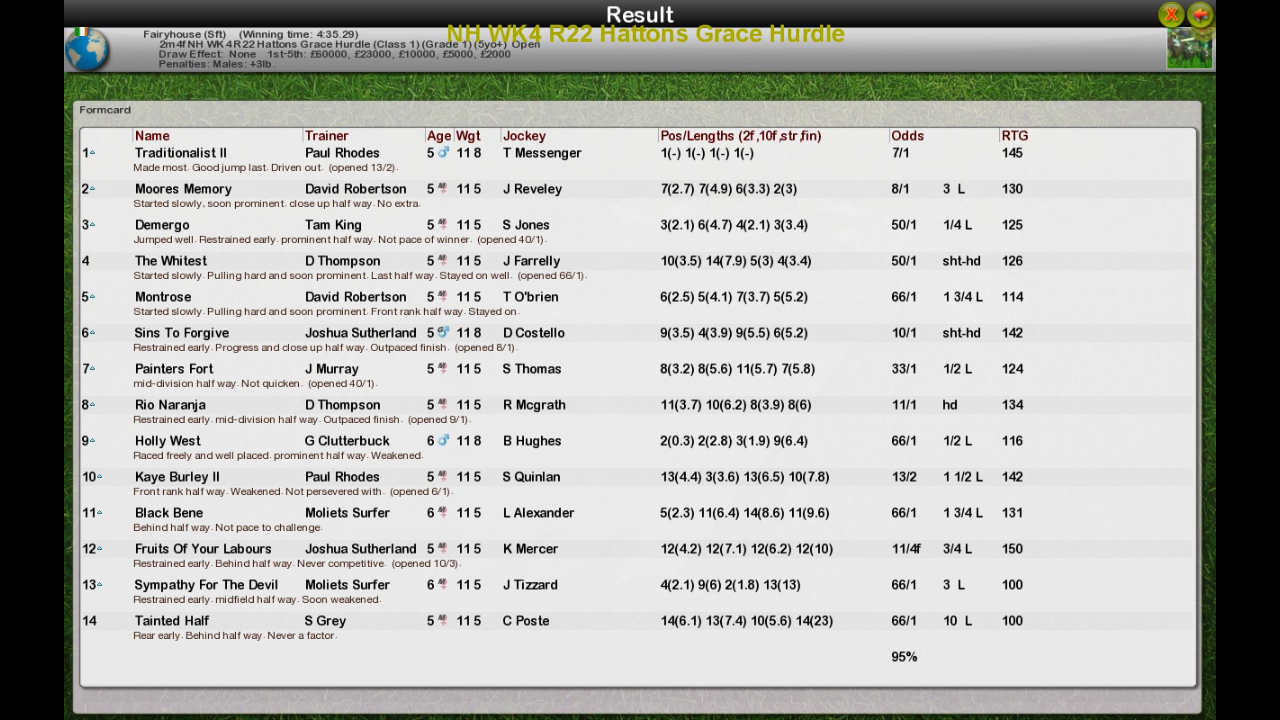 Result
NH WK4 R22 Hattons Grace Hurdle
Fairyhouse (Sft) (Winning time: 4:35.29)
2m4f NH WK4 R22 Hattons Grace Hurdle (Class 1) (Grade 1) (5yo+) Open
Draw Effect: None 1st-5th: £60000, £23000, £10000, £5000, £2000
Penalties: Males: +3lb.
Formcard
Name Trainer Age Wgt Jockey Pos/Lengths (2f,10f,str,fin) Odds RTG
1 Traditionalist II Paul Rhodes 5 11 8 T Messenger 1(-) 1(-) 1(-) 1(-) 7/1 145
Made most. Good jump last. Driven out. (opened 13/2).
2 Moores Memory David Robertson 5 11 5 J Reveley 7(2.7) 7(4.9) 6(3.3) 2(3) 8/1 3 L 130
Started slowly, soon prominent. close up half way. No extra.
3 Demergo Tam King 5 11 5 S Jones 3(2.1) 6(4.7) 4(2.1) 3(3.4) 50/1 1/4 L 125
Jumped well. Restrained early. prominent half way. Not pace of winner. (opened 40/1).
4 The Whitest D Thompson 5 11 5 J Farrelly 10(3.5) 14(7.9) 5(3) 4(3.4) 50/1 sht-hd 126
Started slowly. Pulling hard and soon prominent. Last half way. Stayed on well. (opened 66/1).
5 Montrose David Robertson 5 11 5 T O'brien 6(2.5) 5(4.1) 7(3.7) 5(5.2) 66/1 1 3/4 L 114
Started slowly. Pulling hard and soon prominent. Front rank half way. Stayed on.
6 Sins To Forgive Joshua Sutherland 5 11 8 D Costello 9(3.5) 4(3.9) 9(5.5) 6(5.2) 10/1 sht-hd 142
Restrained early. Progress and close up half way. Outpaced finish. (opened 8/1).
7 Painters Fort J Murray 5 11 5 S Thomas 8(3.2) 8(5.6) 11(5.7) 7(5.8) 33/1 1/2 L 124
mid-division half way. Not quicken. (opened 40/1).
8 Rio Naranja D Thompson 5 11 5 R Mcgrath 11(3.7) 10(6.2) 8(3.9) 8(6) 11/1 hd 134
Restrained early. mid-division half way. Outpaced finish. (opened 9/1).
9 Holly West G Clutterbuck 6 11 8 B Hughes 2(0.3) 2(2.8) 3(1.9) 9(6.4) 66/1 1/2 L 116
Raced freely and well placed. prominent half way. Weakened.
10 Kaye Burley II Paul Rhodes 5 11 5 S Quinlan 13(4.4) 3(3.6) 13(6.5) 10(7.8) 13/2 1 1/2 L 142
Front rank half way. Weakened. Not persevered with. (opened 6/1).
11 Black Bene Moliets Surfer 6 11 5 L Alexander 5(2.3) 11(6.4) 14(8.6) 11(9.6) 66/1 1 3/4 L 131
Behind half way. Not pace to challenge.
12 Fruits Of Your Labours Joshua Sutherland 5 11 5 K Mercer 12(4.2) 12(7.1) 12(6.2) 12(10) 11/4f 3/4 L 150
Restrained early. Behind half way. Never competitive. (opened 10/3).
13 Sympathy For The Devil Moliets Surfer 6 11 5 J Tizzard 4(2.1) 9(6) 2(1.8) 13(13) 66/1 3 L 100
Restrained early. midfield half way. Soon weakened.
14 Tainted Half S Grey 5 11 5 C Poste 14(6.1) 13(7.4) 10(5.6) 14(23) 66/1 10 L 100
Rear early. Behind half way. Never a factor.
95%